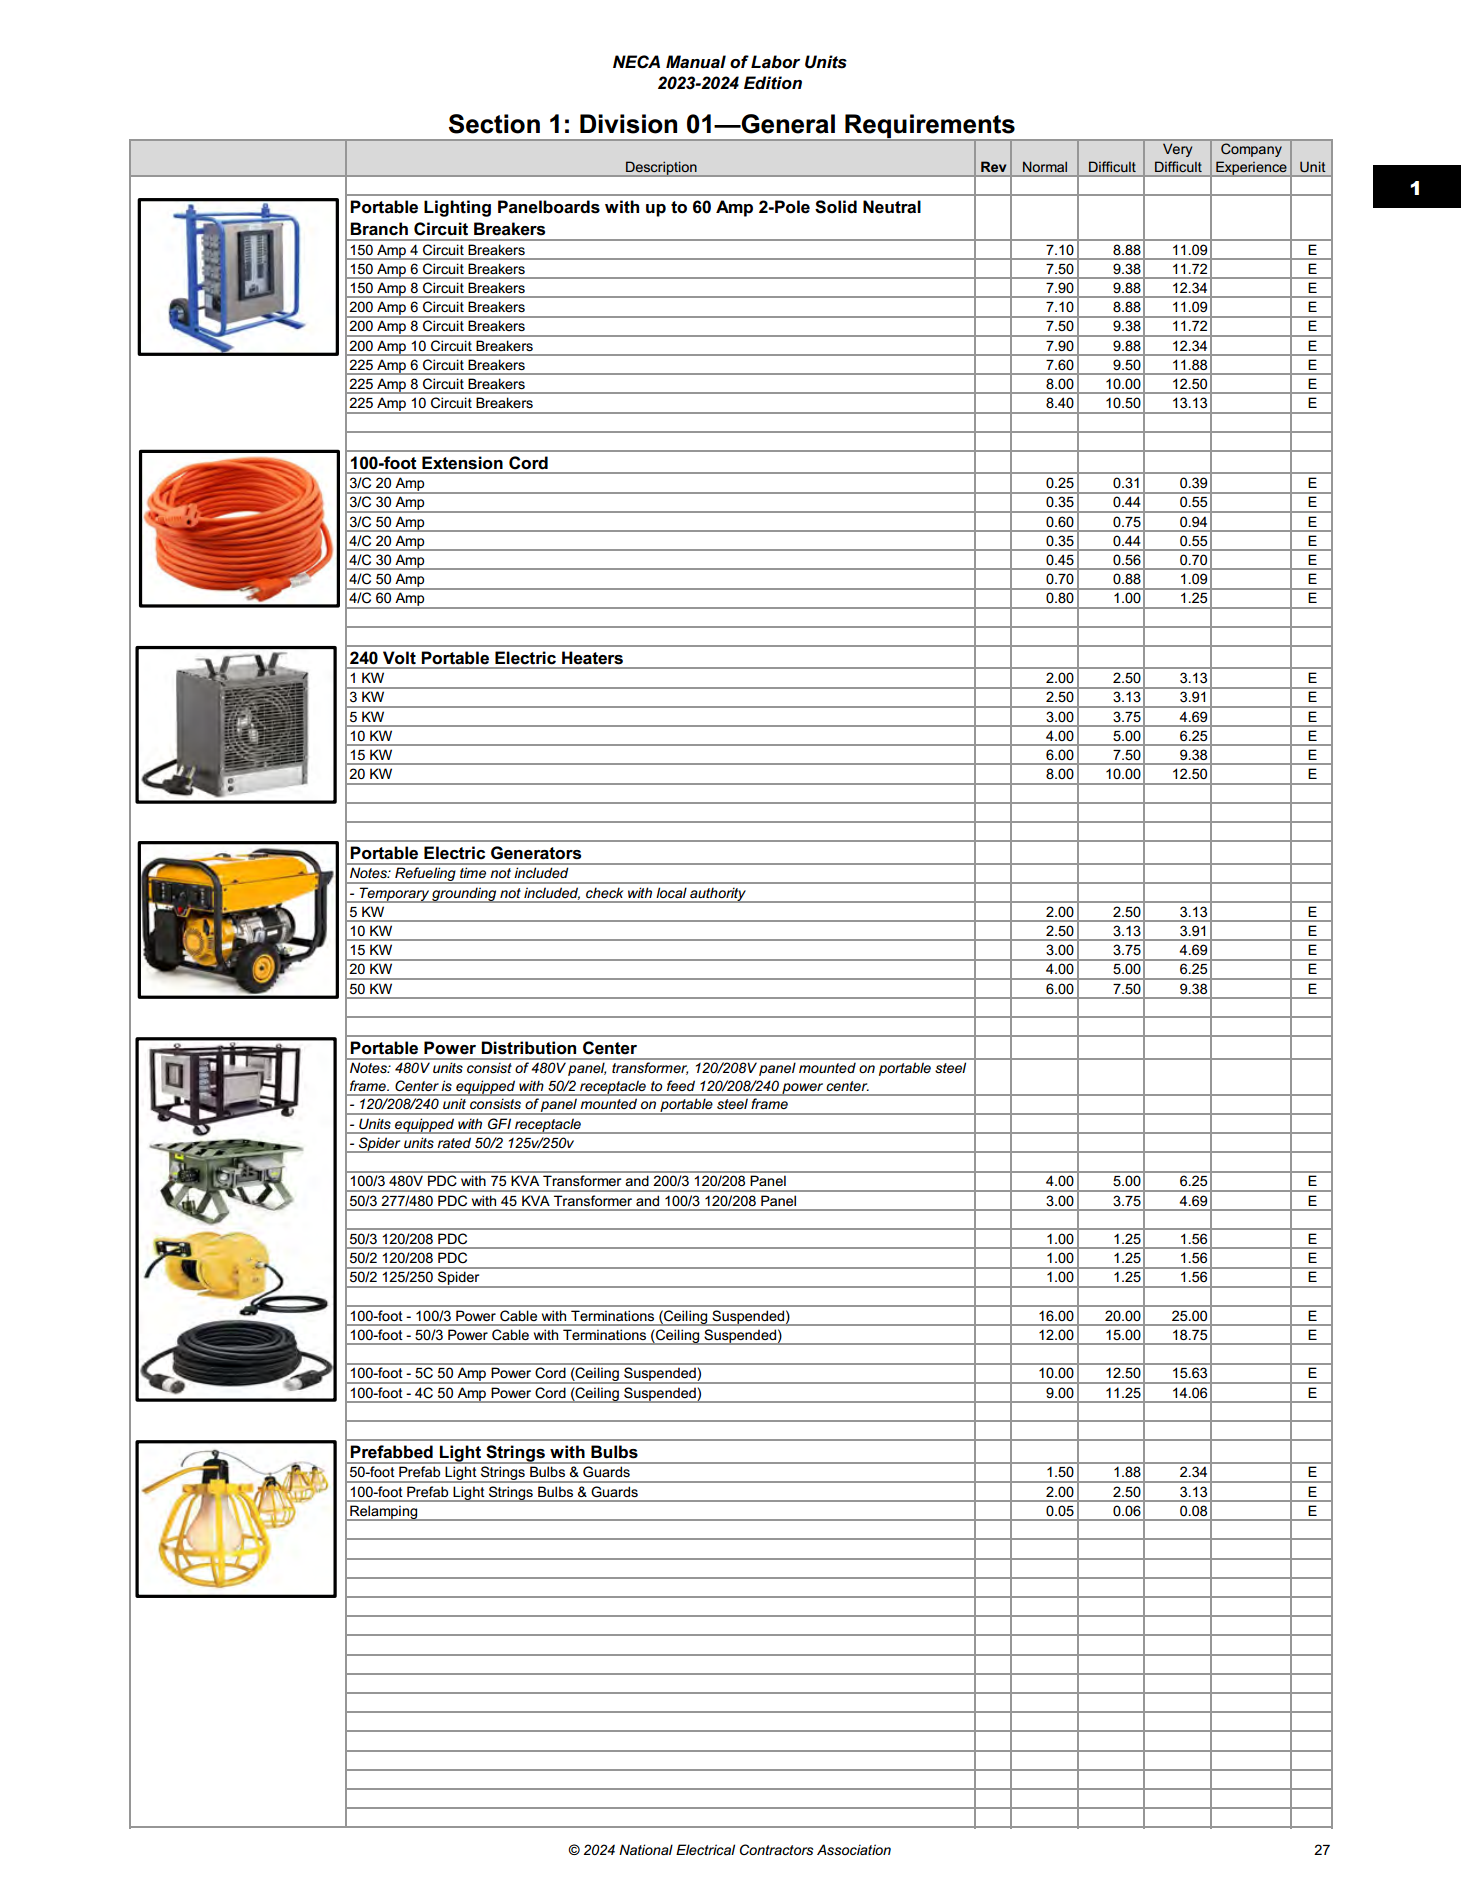 NECA Manual of Labor Units
2023-2024 Edition
Section 1: Division 01—General Requirements
Description Rev Normal Difficult Very Difficult Company Experience Unit
1
Portable Lighting Panelboards with up to 60 Amp 2-Pole Solid Neutral
Branch Circuit Breakers
150 Amp 4 Circuit Breakers 7.10 8.88 11.09 E
150 Amp 6 Circuit Breakers 7.50 9.38 11.72 E
150 Amp 8 Circuit Breakers 7.90 9.88 12.34 E
200 Amp 6 Circuit Breakers 7.10 8.88 11.09 E
200 Amp 8 Circuit Breakers 7.50 9.38 11.72 E
200 Amp 10 Circuit Breakers 7.90 9.88 12.34 E
225 Amp 6 Circuit Breakers 7.60 9.50 11.88 E
225 Amp 8 Circuit Breakers 8.00 10.00 12.50 E
225 Amp 10 Circuit Breakers 8.40 10.50 13.13 E
100-foot Extension Cord
3/C 20 Amp 0.25 0.31 0.39 E
3/C 30 Amp 0.35 0.44 0.55 E
3/C 50 Amp 0.60 0.75 0.94 E
4/C 20 Amp 0.35 0.44 0.55 E
4/C 30 Amp 0.45 0.56 0.70 E
4/C 50 Amp 0.70 0.88 1.09 E
4/C 60 Amp 0.80 1.00 1.25 E
240 Volt Portable Electric Heaters
1 KW 2.00 2.50 3.13 E
3 KW 2.50 3.13 3.91 E
5 KW 3.00 3.75 4.69 E
10 KW 4.00 5.00 6.25 E
15 KW 6.00 7.50 9.38 E
20 KW 8.00 10.00 12.50 E
Portable Electric Generators
Notes: Refueling time not included
- Temporary grounding not included, check with local authority
5 KW 2.00 2.50 3.13 E
10 KW 2.50 3.13 3.91 E
15 KW 3.00 3.75 4.69 E
20 KW 4.00 5.00 6.25 E
50 KW 6.00 7.50 9.38 E
Portable Power Distribution Center
Notes: 480V units consist of 480V panel, transformer, 120/208V panel mounted on portable steel
frame. Center is equipped with 50/2 receptacle to feed 120/208/240 power center.
- 120/208/240 unit consists of panel mounted on portable steel frame
- Units equipped with GFI receptacle
- Spider units rated 50/2 125v/250v
100/3 480V PDC with 75 KVA Transformer and 200/3 120/208 Panel 4.00 5.00 6.25 E
50/3 277/480 PDC with 45 KVA Transformer and 100/3 120/208 Panel 3.00 3.75 4.69 E
50/3 120/208 PDC 1.00 1.25 1.56 E
50/2 120/208 PDC 1.00 1.25 1.56 E
50/2 125/250 Spider 1.00 1.25 1.56 E
100-foot - 100/3 Power Cable with Terminations (Ceiling Suspended) 16.00 20.00 25.00 E
100-foot - 50/3 Power Cable with Terminations (Ceiling Suspended) 12.00 15.00 18.75 E
100-foot - 5C 50 Amp Power Cord (Ceiling Suspended) 10.00 12.50 15.63 E
100-foot - 4C 50 Amp Power Cord (Ceiling Suspended) 9.00 11.25 14.06 E
Prefabbed Light Strings with Bulbs
50-foot Prefab Light Strings Bulbs & Guards 1.50 1.88 2.34 E
100-foot Prefab Light Strings Bulbs & Guards 2.00 2.50 3.13 E
Relamping 0.05 0.06 0.08 E
© 2024 National Electrical Contractors Association
27